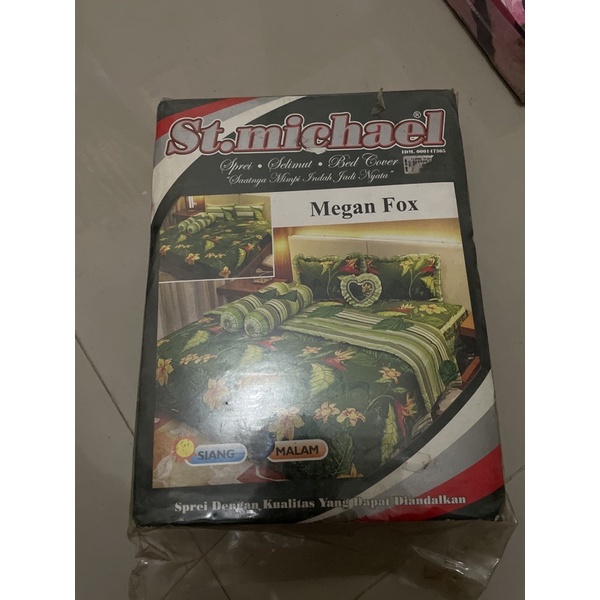 St.michael®
IDM. 000147365
Sprei • Selimut • Bed Cover
"Saatnya Mimpi Indah Jadi Nyata"
Megan Fox
SIANG
MALAM
Sprei Dengan Kualitas Yang Dapat Diandalkan